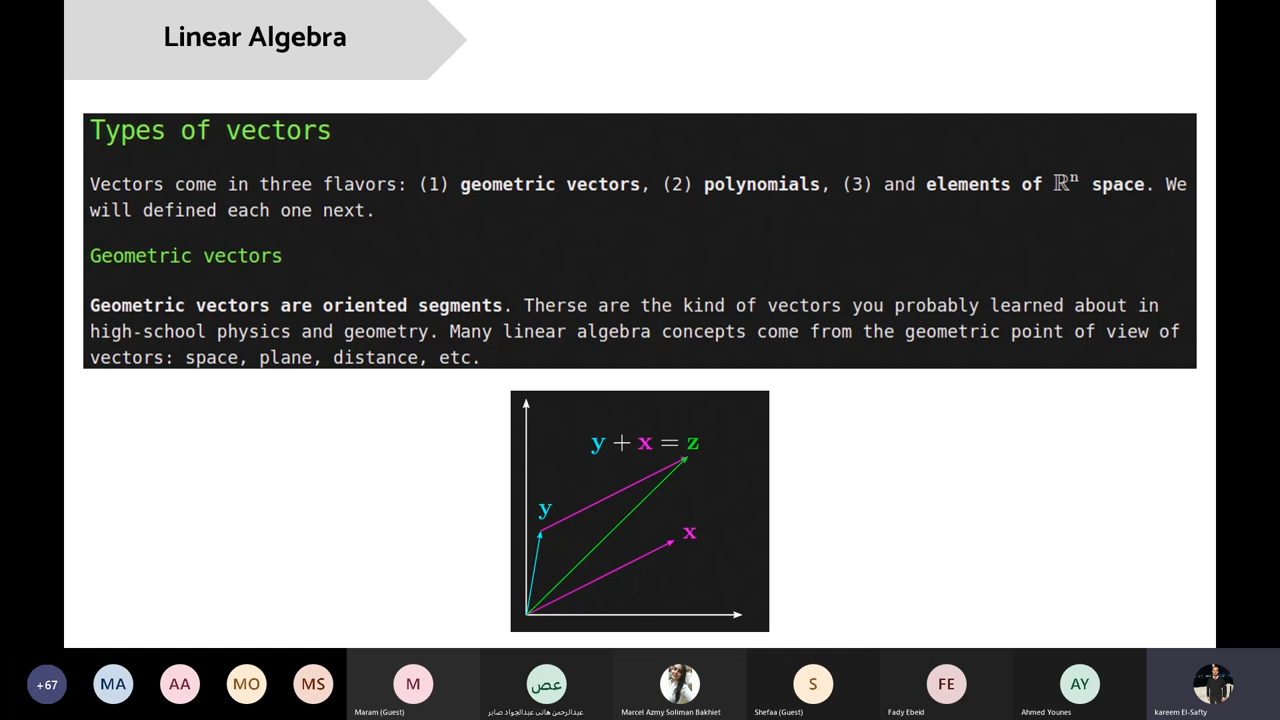 Linear Algebra
Types of vectors
Vectors come in three flavors: (1) geometric vectors, (2) polynomials, (3) and elements of ℝⁿ space. We
will defined each one next.
Geometric vectors
Geometric vectors are oriented segments. Therse are the kind of vectors you probably learned about in
high-school physics and geometry. Many linear algebra concepts come from the geometric point of view of
vectors: space, plane, distance, etc.
y + x = z
y
x
+67
MA
AA
MO
MS
M
عص
S
FE
AY
Maram (Guest)
عبدالرحمن هانى عبدالجواد صابر
Marcel Azmy Soliman Bakhiet
Shefaa (Guest)
Fady Ebeid
Ahmed Younes
kareem El-Safty